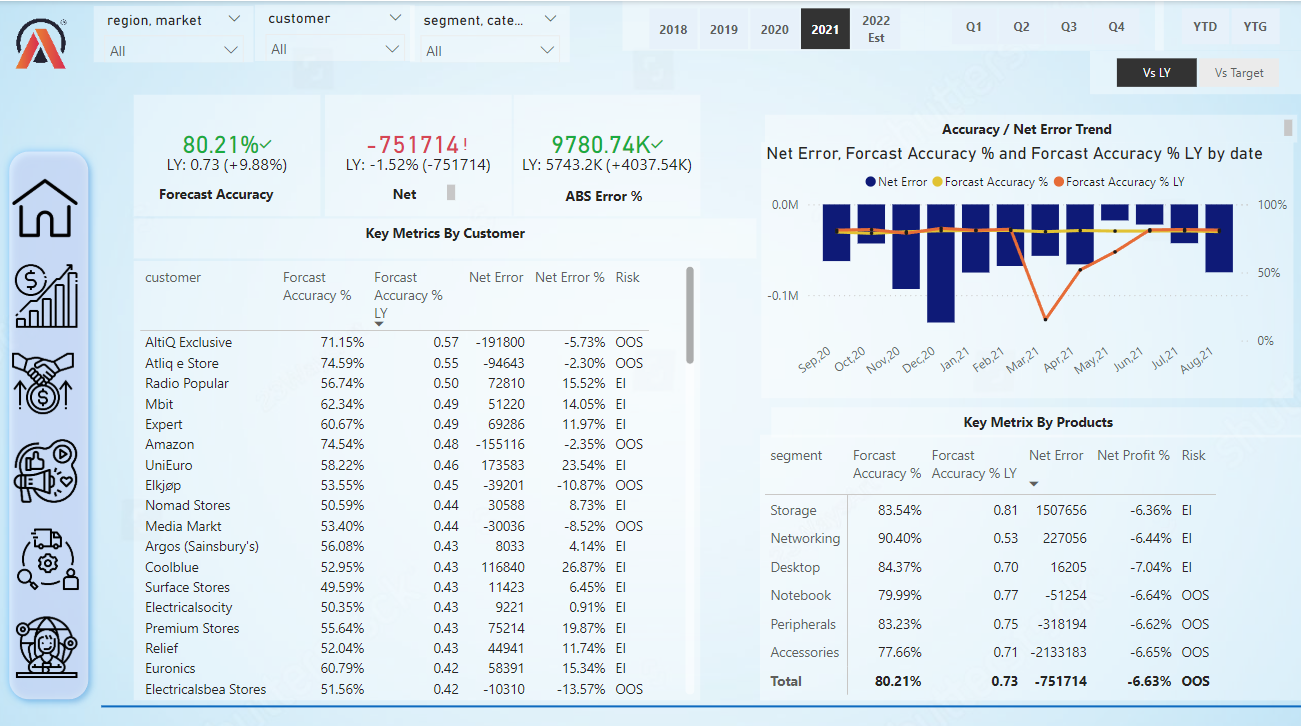 region, market
customer
segment, cate...
All
All
All
2018
2019
2020
2021
2022
Est
Q1
Q2
Q3
Q4
YTD
YTG
Vs LY
Vs Target
80.21%
LY: 0.73 (+9.88%)
Forecast Accuracy
-751714!
LY: -1.52% (-751714)
Net
9780.74K
LY: 5743.2K (+4037.54K)
ABS Error %
Key Metrics By Customer
customer Forcast Accuracy % Forcast Accuracy % LY Net Error Net Error % Risk
AltiQ Exclusive 71.15% 0.57 -191800 -5.73% OOS
Atliq e Store 74.59% 0.55 -94643 -2.30% OOS
Radio Popular 56.74% 0.50 72810 15.52% EI
Mbit 62.34% 0.49 51220 14.05% EI
Expert 60.67% 0.49 69286 11.97% EI
Amazon 74.54% 0.48 -155116 -2.35% OOS
UniEuro 58.22% 0.46 173583 23.54% EI
Elkjøp 53.55% 0.45 -39201 -10.87% OOS
Nomad Stores 50.59% 0.44 30588 8.73% EI
Media Markt 53.40% 0.44 -30036 -8.52% OOS
Argos (Sainsbury's) 56.08% 0.43 8033 4.14% EI
Coolblue 52.95% 0.43 116840 26.87% EI
Surface Stores 49.59% 0.43 11423 6.45% EI
Electricalsocity 50.35% 0.43 9221 0.91% EI
Premium Stores 55.64% 0.43 75214 19.87% EI
Relief 52.04% 0.43 44941 11.74% EI
Euronics 60.79% 0.42 58391 15.34% EI
Electricalsbea Stores 51.56% 0.42 -10310 -13.57% OOS
Accuracy / Net Error Trend
Net Error, Forcast Accuracy % and Forcast Accuracy % LY by date
Net Error Forcast Accuracy % Forcast Accuracy % LY
0.0M
-0.1M
100%
50%
0%
Sep,20
Oct,20
Nov,20
Dec,20
Jan,21
Feb,21
Mar,21
Apr,21
May,21
Jun,21
Jul,21
Aug,21
Key Metrix By Products
segment Forcast Accuracy % Forcast Accuracy % LY Net Error Net Profit % Risk
Storage 83.54% 0.81 1507656 -6.36% EI
Networking 90.40% 0.53 227056 -6.44% EI
Desktop 84.37% 0.70 16205 -7.04% EI
Notebook 79.99% 0.77 -51254 -6.64% OOS
Peripherals 83.23% 0.75 -318194 -6.62% OOS
Accessories 77.66% 0.71 -2133183 -6.65% OOS
Total 80.21% 0.73 -751714 -6.63% OOS